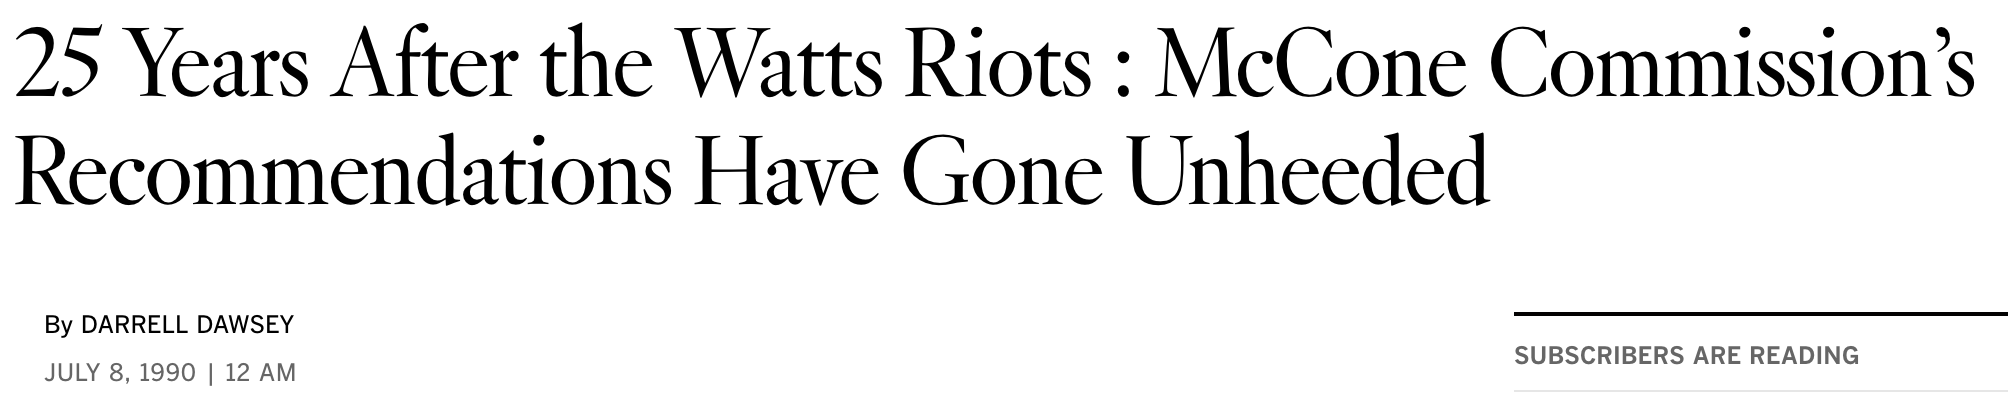 25 Years After the Watts Riots : McCone Commission’s
Recommendations Have Gone Unheeded
By DARRELL DAWSEY
JULY 8, 1990 | 12 AM
SUBSCRIBERS ARE READING